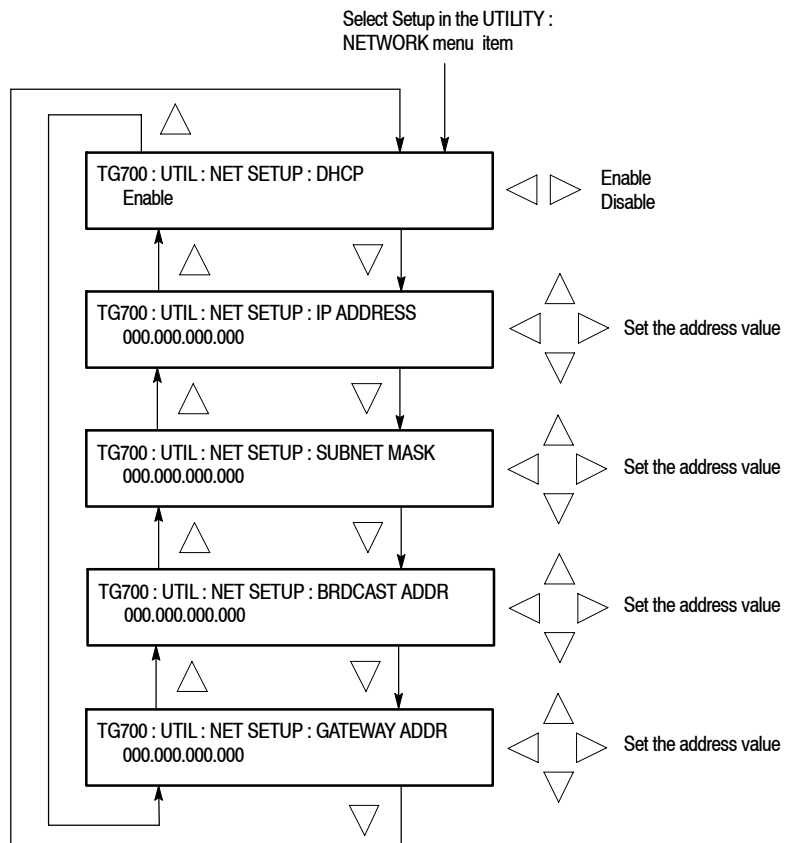 Select Setup in the UTILITY :
NETWORK menu item
TG700 : UTIL : NET SETUP : DHCP
Enable
Enable
Disable
TG700 : UTIL : NET SETUP : IP ADDRESS
000.000.000.000
Set the address value
TG700 : UTIL : NET SETUP : SUBNET MASK
000.000.000.000
Set the address value
TG700 : UTIL : NET SETUP : BRDCAST ADDR
000.000.000.000
Set the address value
TG700 : UTIL : NET SETUP : GATEWAY ADDR
000.000.000.000
Set the address value